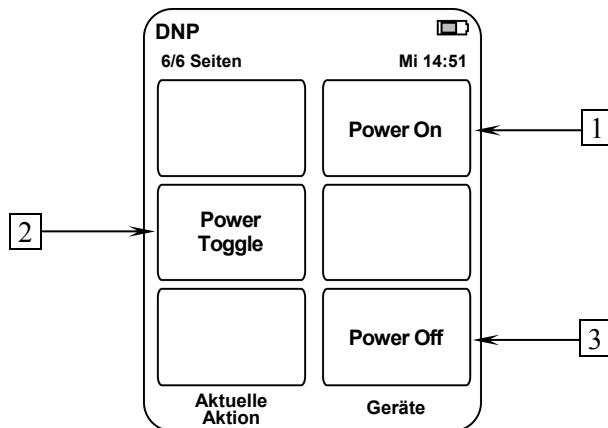 DNP
6/6 Seiten Mi 14:51
Power On
1
2
Power
Toggle
Power Off
3
Aktuelle
Aktion
Geräte